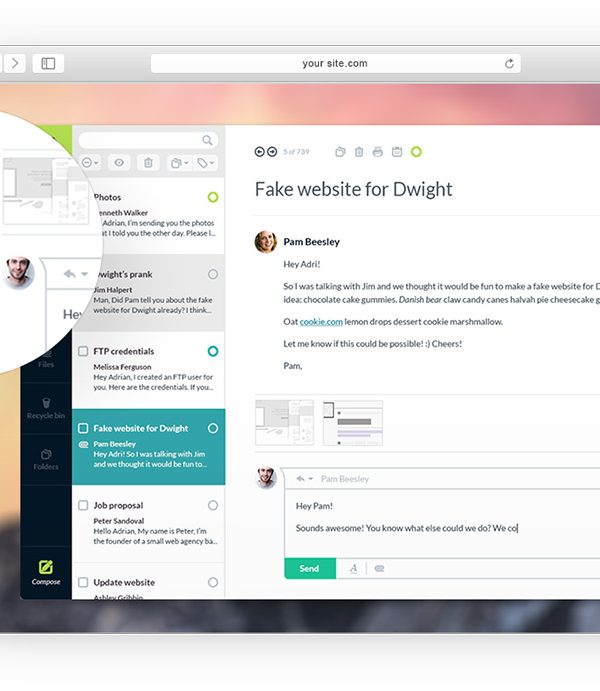 your site.com
5 of 739
Fake website for Dwight
Photos
Kenneth Walker
Hey Adrian, I'm sending you the photos
that I told you the other day. Please l...
Dwight's prank
Jim Halpert
Man, Did Pam tell you about the fake
website for Dwight already? I think...
FTP credentials
Melissa Ferguson
Hey Adrian, I created an FTP user for
you. Here are the credentials. If you...
Fake website for Dwight
Pam Beesley
Hey Adri! So I was talking with Jim
and we thought it would be fun to...
Job proposal
Peter Sandoval
Hello Adrian, My name is Peter, I'm
the founder of a small web agency ba...
Update website
Ashley Gribbin
Hey
Files
Recycle bin
Folders
Compose
Pam Beesley
Hey Adri!
So I was talking with Jim and we thought it would be fun to make a fake website for D
idea: chocolate cake gummies. Danish bear claw candy canes halvah pie cheesecake g
Oat cookie.com lemon drops dessert cookie marshmallow.
Let me know if this could be possible! :) Cheers!
Pam,
Pam Beesley
Hey Pam!
Sounds awesome! You know what else could we do? We co
Send
A